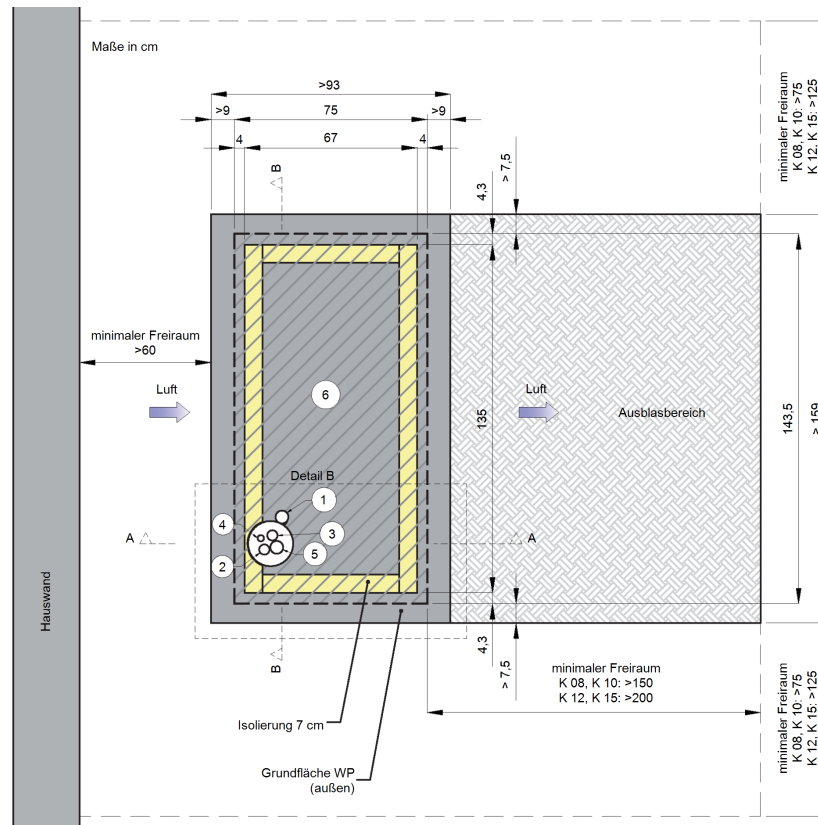 Maße in cm
>93
>9
75
>9
4
67
4
B
4,3
> 7,5
minimaler Freiraum
K 08, K 10: >75
K 12, K 15: >125
minimaler Freiraum
>60
Luft
6
Luft
Ausblasbereich
135
143,5
> 159
Detail B
1
4
3
A
A
5
2
Hauswand
B
4,3
> 7,5
minimaler Freiraum
K 08, K 10: >150
K 12, K 15: >200
minimaler Freiraum
K 08, K 10: >75
K 12, K 15: >125
Isolierung 7 cm
Grundfläche WP
(außen)